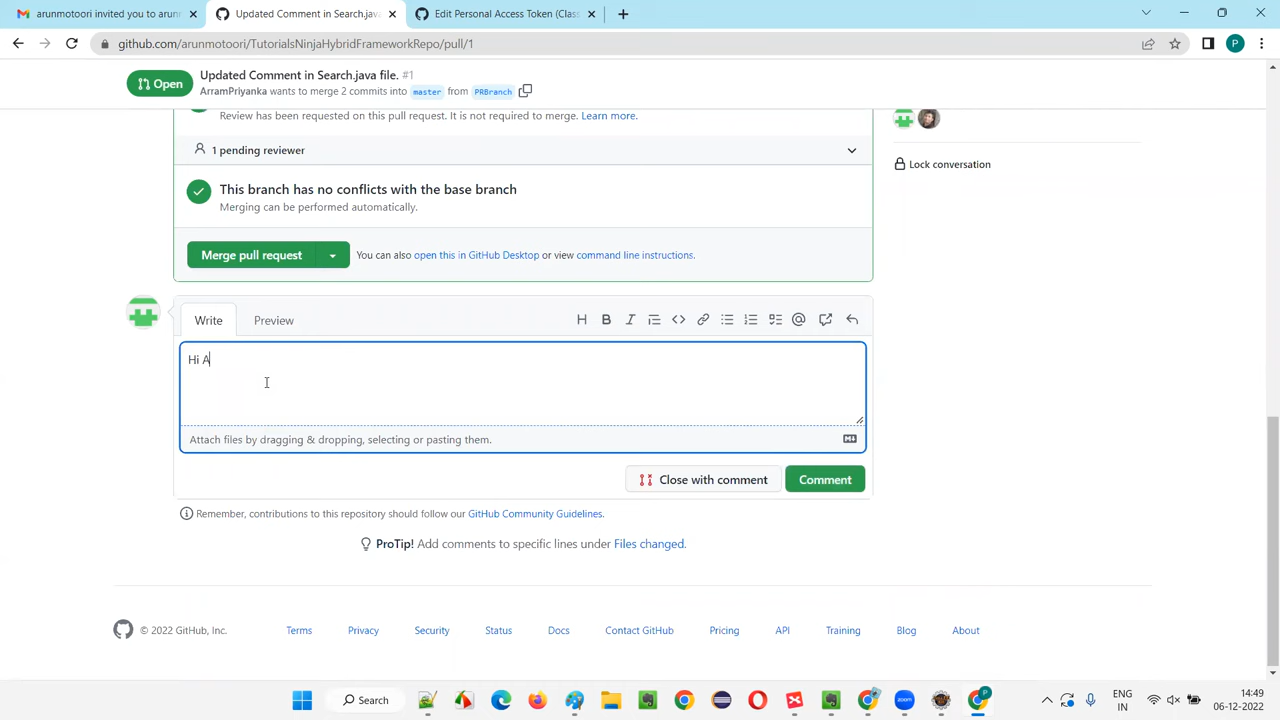 arunmotoori invited you to arunm
Updated Comment in Search.java
Edit Personal Access Token (Class
github.com/arunmotoori/TutorialsNinjaHybridFrameworkRepo/pull/1
P
Open
Updated Comment in Search.java file. #1
ArramPriyanka wants to merge 2 commits into master from PRBranch
Review has been requested on this pull request. It is not required to merge. Learn more.
1 pending reviewer
Lock conversation
This branch has no conflicts with the base branch
Merging can be performed automatically.
Merge pull request
You can also open this in GitHub Desktop or view command line instructions.
Write
Preview
Hi A
Attach files by dragging & dropping, selecting or pasting them.
Close with comment
Comment
Remember, contributions to this repository should follow our GitHub Community Guidelines.
ProTip! Add comments to specific lines under Files changed.
© 2022 GitHub, Inc.
Terms
Privacy
Security
Status
Docs
Contact GitHub
Pricing
API
Training
Blog
About
Search
ENG
IN
14:49
06-12-2022